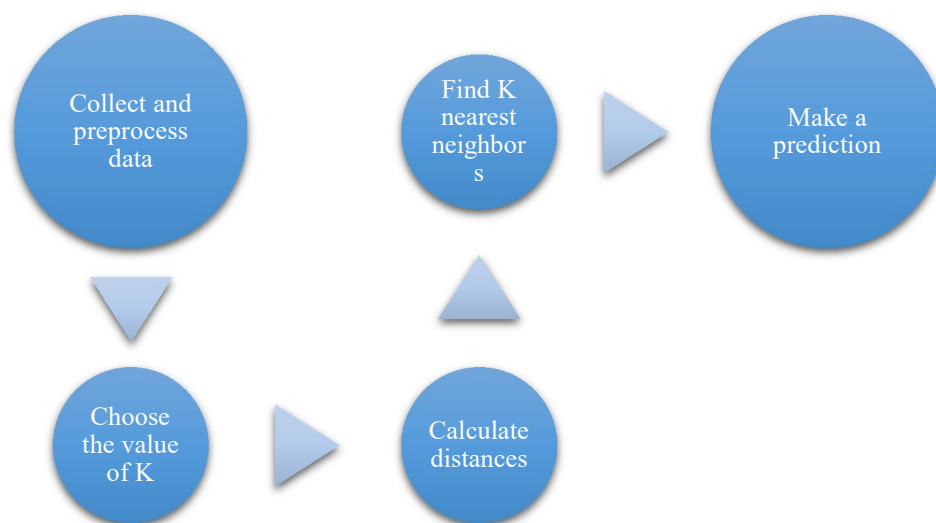 Collect and
preprocess
data
Choose
the value
of K
Calculate
distances
Find K
nearest
neighbor
s
Make a
prediction